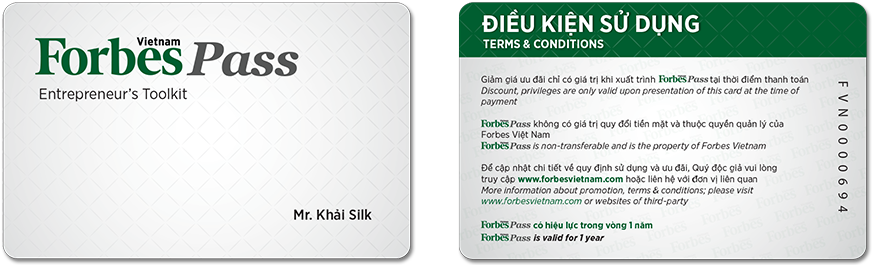 Vietnam
Forbes Pass
Entrepreneur's Toolkit
Mr. Khải Silk
ĐIỀU KIỆN SỬ DỤNG
TERMS & CONDITIONS
Giảm giá ưu đãi chỉ có giá trị khi xuất trình Forbes Pass tại thời điểm thanh toán
Discount, privileges are only valid upon presentation of this card at the time of
payment
Forbes Pass không có giá trị quy đổi tiền mặt và thuộc quyền quản lý của
Forbes Việt Nam
Forbes Pass is non-transferable and is the property of Forbes Vietnam
Để cập nhật chi tiết về quy định sử dụng và ưu đãi, Quý độc giả vui lòng
truy cập www.forbesvietnam.com hoặc liên hệ với đơn vị liên quan
More information about promotion, terms & conditions; please visit
www.forbesvietnam.com or websites of third-party
Forbes Pass có hiệu lực trong vòng 1 năm
Forbes Pass is valid for 1 year
FVN0000694